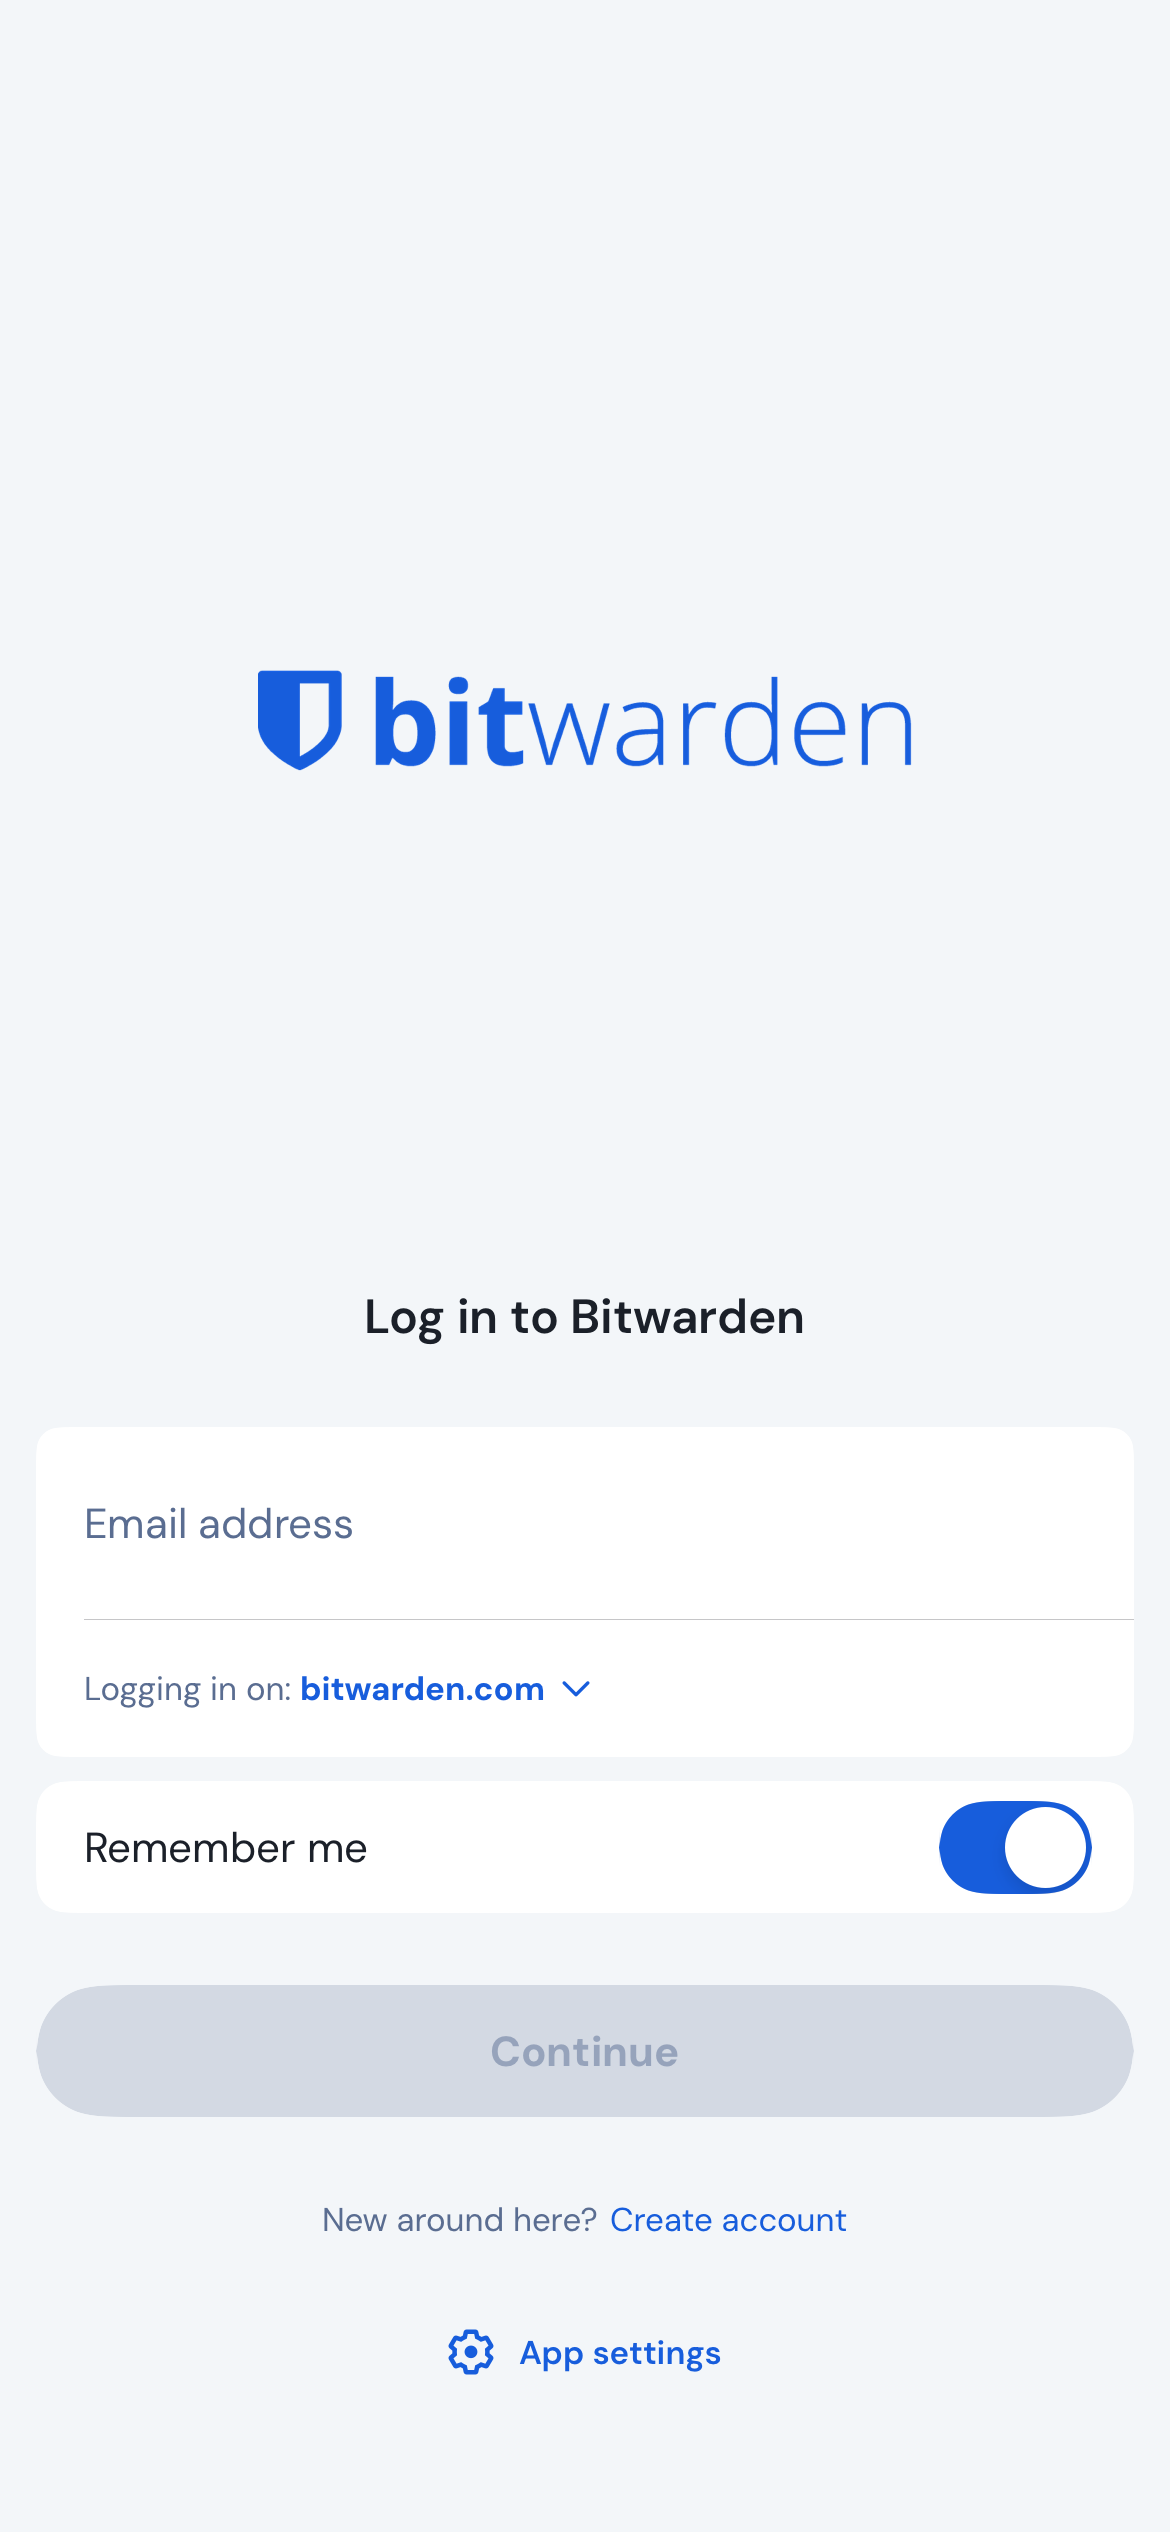 bitwarden
Log in to Bitwarden
Email address
Logging in on: bitwarden.com
Remember me
Continue
New around here? Create account
App settings